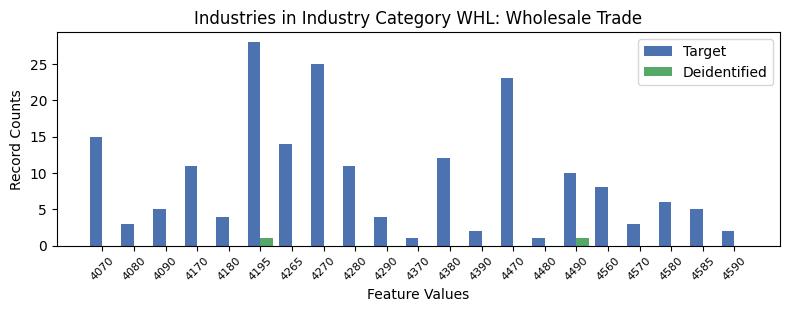 Industries in Industry Category WHL: Wholesale Trade
Target
Deidentified
Record Counts
25
20
15
10
5
0
4070 4080 4090 4170 4180 4195 4265 4270 4280 4290 4370 4380 4390 4470 4480 4490 4560 4570 4580 4585 4590
Feature Values